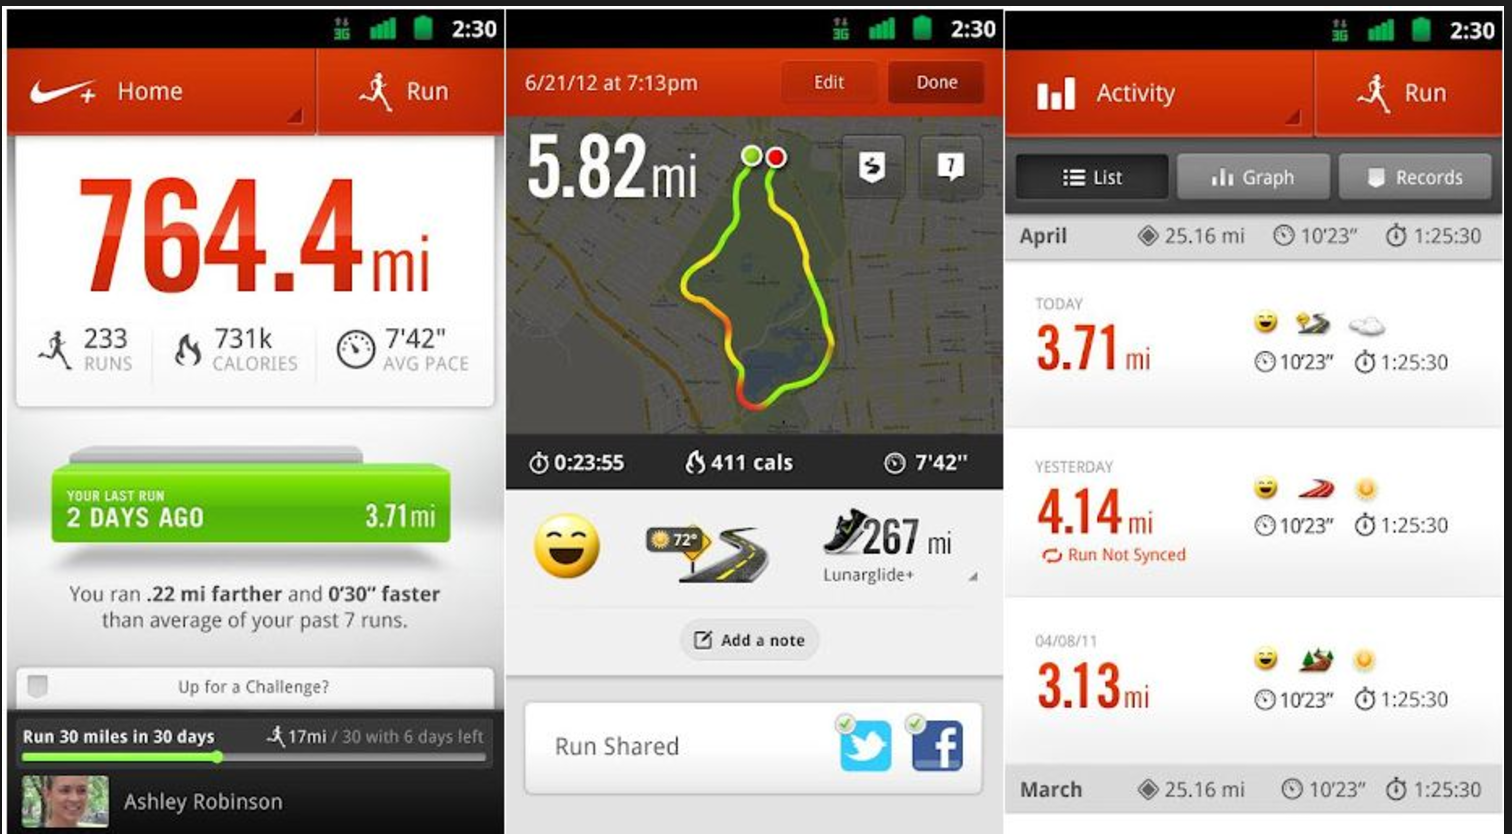 3G 2:30
Home Run
764.4mi
233 RUNS
731k CALORIES
7'42" AVG PACE
YOUR LAST RUN
2 DAYS AGO 3.71mi
You ran .22 mi farther and 0'30" faster
than average of your past 7 runs.
Up for a Challenge?
Run 30 miles in 30 days 17mi / 30 with 6 days left
Ashley Robinson
3G 2:30
6/21/12 at 7:13pm Edit Done
5.82mi
0:23:55 411 cals 7'42"
72° 267 mi
Lunarglide+
Add a note
Run Shared
3G 2:30
Activity Run
List Graph Records
April 25.16 mi 10'23" 1:25:30
TODAY
3.71 mi
10'23" 1:25:30
YESTERDAY
4.14 mi
10'23" 1:25:30
Run Not Synced
04/08/11
3.13 mi
10'23" 1:25:30
March 25.16 mi 10'23" 1:25:30